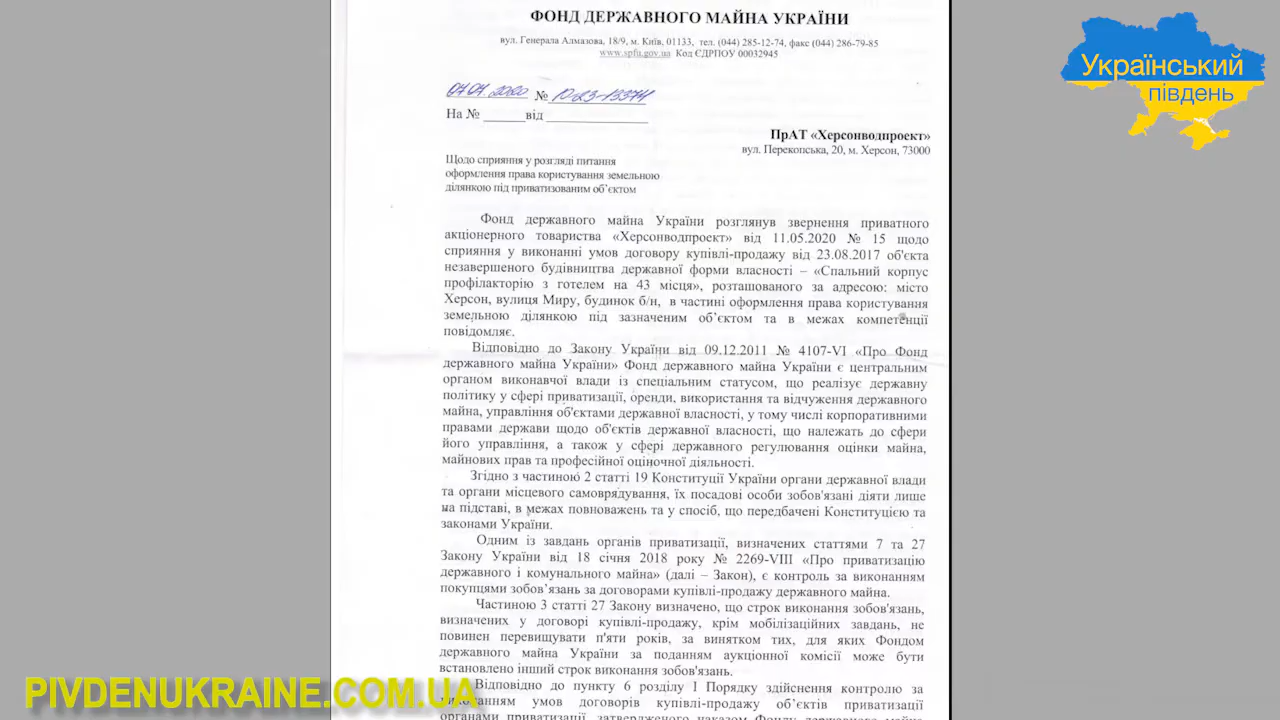 ФОНД ДЕРЖАВНОГО МАЙНА УКРАЇНИ
вул. Генерала Алмазова, 18/9, м. Київ, 01133, тел. (044) 285-12-74, факс (044) 286-79-85
www.spfu.gov.ua Код ЄДРПОУ 00032945
Український
південь
№
На № ______ від ______________
ПрАТ «Херсонводпроект»
вул. Перекопська, 20, м. Херсон, 73000
Щодо сприяння у розгляді питання
оформлення права користування земельною
ділянкою під приватизованим об'єктом
Фонд державного майна України розглянув звернення приватного
акціонерного товариства «Херсонводпроект» від 11.05.2020 № 15 щодо
сприяння у виконанні умов договору купівлі-продажу від 23.08.2017 об'єкта
незавершеного будівництва державної форми власності – «Спальний корпус
профілакторію з готелем на 43 місця», розташованого за адресою: місто
Херсон, вулиця Миру, будинок б/н, в частині оформлення права користування
земельною ділянкою під зазначеним об'єктом та в межах компетенції
повідомляє.
Відповідно до Закону України від 09.12.2011 № 4107-VI «Про Фонд
державного майна України» Фонд державного майна України є центральним
органом виконавчої влади із спеціальним статусом, що реалізує державну
політику у сфері приватизації, оренди, використання та відчуження державного
майна, управління об'єктами державної власності, у тому числі корпоративними
правами держави щодо об'єктів державної власності, що належать до сфери
його управління, а також у сфері державного регулювання оцінки майна,
майнових прав та професійної оціночної діяльності.
Згідно з частиною 2 статті 19 Конституції України органи державної влади
та органи місцевого самоврядування, їх посадові особи зобов'язані діяти лише
на підставі, в межах повноважень та у спосіб, що передбачені Конституцією та
законами України.
Одним із завдань органів приватизації, визначених статтями 7 та 27
Закону України від 18 січня 2018 року № 2269-VIII «Про приватизацію
державного і комунального майна» (далі – Закон), є контроль за виконанням
покупцями зобов'язань за договорами купівлі-продажу державного майна.
Частиною 3 статті 27 Закону визначено, що строк виконання зобов'язань,
визначених у договорі купівлі-продажу, крім мобілізаційних завдань, не
повинен перевищувати п'яти років, за винятком тих, для яких Фондом
державного майна України за поданням аукціонної комісії може бути
встановлено інший строк виконання зобов'язань.
Відповідно до пункту 6 розділу І Порядку здійснення контролю за
виконанням умов договорів купівлі-продажу об'єктів приватизації
органами приватизації, затвердженого наказом Фонду державного майна
PIVDENUKRAINE.COM.UA